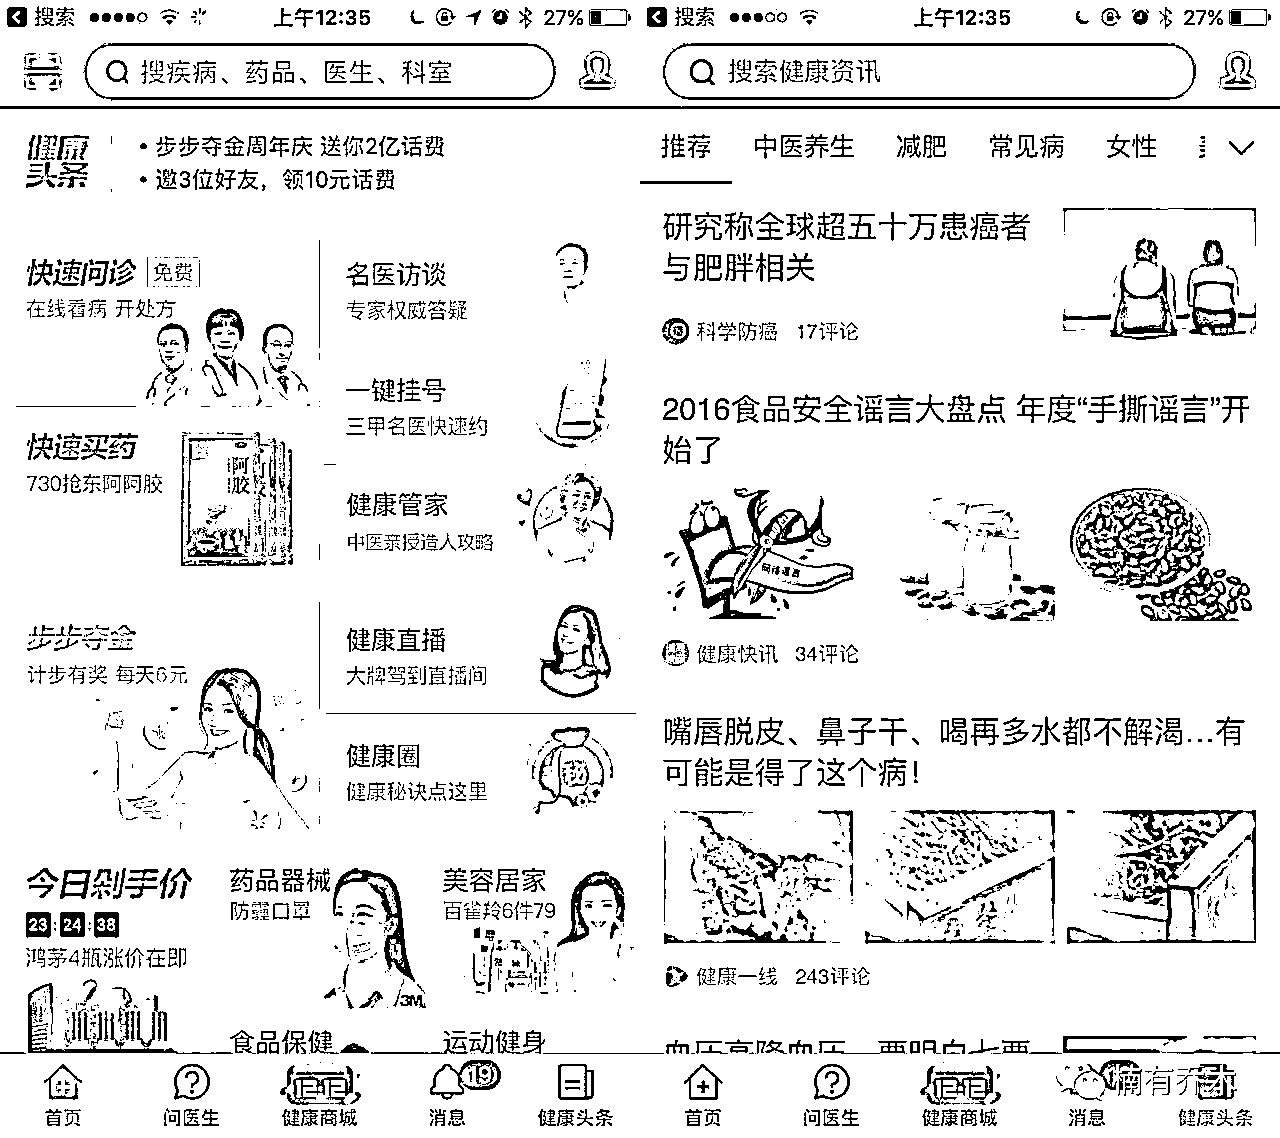 搜索 上午12:35 27%
搜疾病、药品、医生、科室
健康
头条
• 步步夺金周年庆 送你2亿话费
• 邀3位好友，领10元话费
快速问诊 免费
在线看病 开处方
名医访谈
专家权威答疑
一键挂号
三甲名医快速约
快速买药
730抢东阿阿胶
阿胶
健康管家
中医亲授造人攻略
步步夺金
计步有奖 每天6元
健康直播
大牌驾到直播间
健康圈
健康秘诀点这里
今日剁手价
23:24:38
鸿茅4瓶涨价在即
药品器械
防霾口罩
3M
美容居家
百雀羚6件79
食品保健
运动健身
19
首页 问医生 健康商城 消息 健康头条
搜索 上午12:35 27%
搜索健康资讯
推荐 中医养生 减肥 常见病 女性
研究称全球超五十万患癌者
与肥胖相关
科学防癌 17评论
2016食品安全谣言大盘点 年度“手撕谣言”开
始了
健康快讯 34评论
嘴唇脱皮、鼻子干、喝再多水都不解渴...有
可能是得了这个病！
健康一线 243评论
首页 问医生 健康商城 消息 健康头条